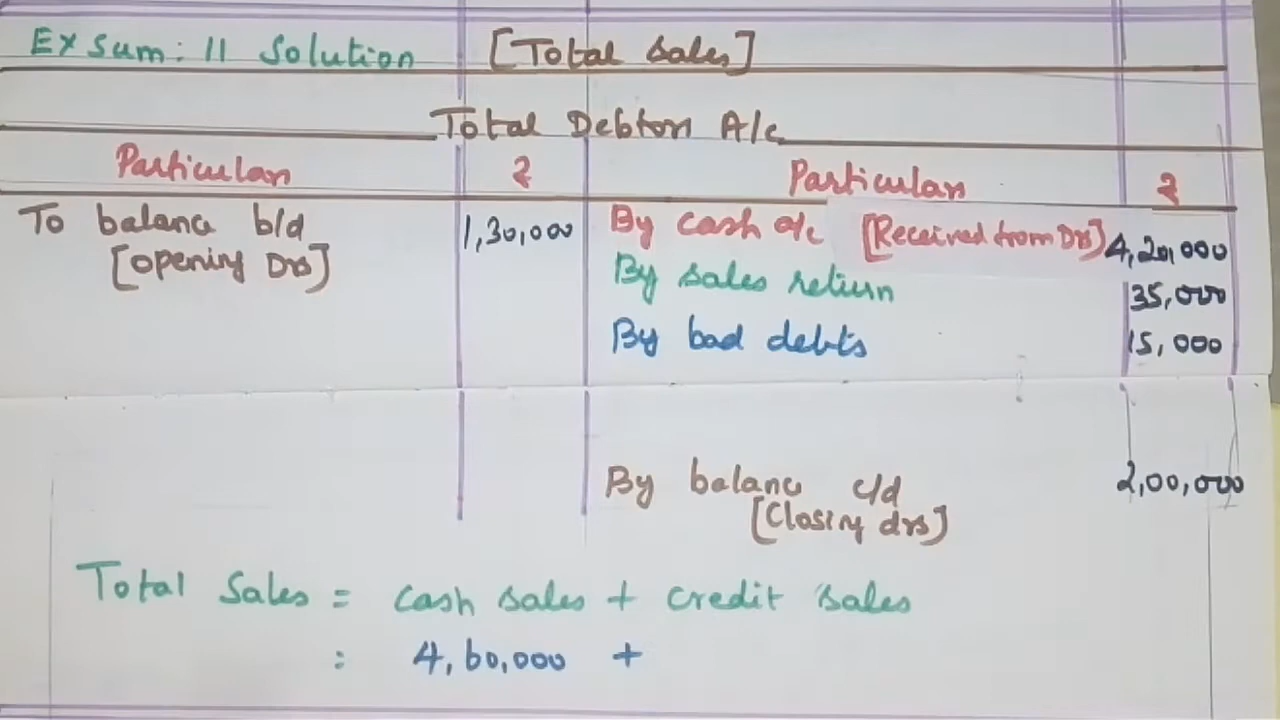 Ex sum: 11 Solution [Total Sales]
Total Debtors A/c
Particulars ₹ Particulars ₹
To balance b/d 1,30,000 By cash a/c [Received from Drs] 4,20,000
[opening Drs] By sales return 35,000
By bad debts 15,000
By balance c/d 2,00,000
[Closing drs]
Total Sales = cash sales + credit sales
: 4,60,000 +